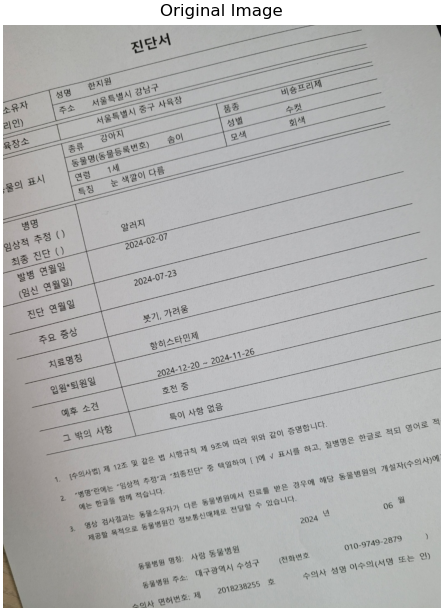 Original Image
진단서
소유자
리인)
성명 한지원
주소 서울특별시 강남구
육장소 서울특별시 중구 사육장
동물의 표시
종류 강아지 품종 비숑프리제
동물명(동물등록번호) 솜이 성별 수컷
연령 1세 모색 회색
특징 눈 색깔이 다름
병명
임상적 추정 ( ) 알러지
최종 진단 ( )
발병 연월일 2024-02-07
(임신 연월일)
진단 연월일 2024-07-23
주요 증상 붓기, 가려움
치료명칭 항히스타민제
입원*퇴원일 2024-12-20 ~ 2024-11-26
예후 소견 호전 중
그 밖의 사항 특이 사항 없음
1. [수의사법] 제 12조 및 같은 법 시행규칙 제 9조에 따라 위와 같이 증명합니다.
2. "병명"란에는 "임상적 추정"과 "최종진단" 중 택일하여 ( )에 √ 표시를 하고, 질병명은 한글로 적되 영어로 적
에는 한글을 함께 적습니다.
3. 병상 검사결과는 동물소유자가 다른 동물병원에서 진료를 받은 경우에 해당 동물병원의 개설자(수의사)에
제공할 목적으로 동물병원간 정보통신매체로 전달할 수 있습니다.
2024 년 06 월
동물병원 명칭: 사랑 동물병원
동물병원 주소: 대구광역시 수성구 (전화번호 010-9749-2879 )
수의사 면허번호: 제 2018238255 호 수의사 성명 이수의(서명 또는 인)